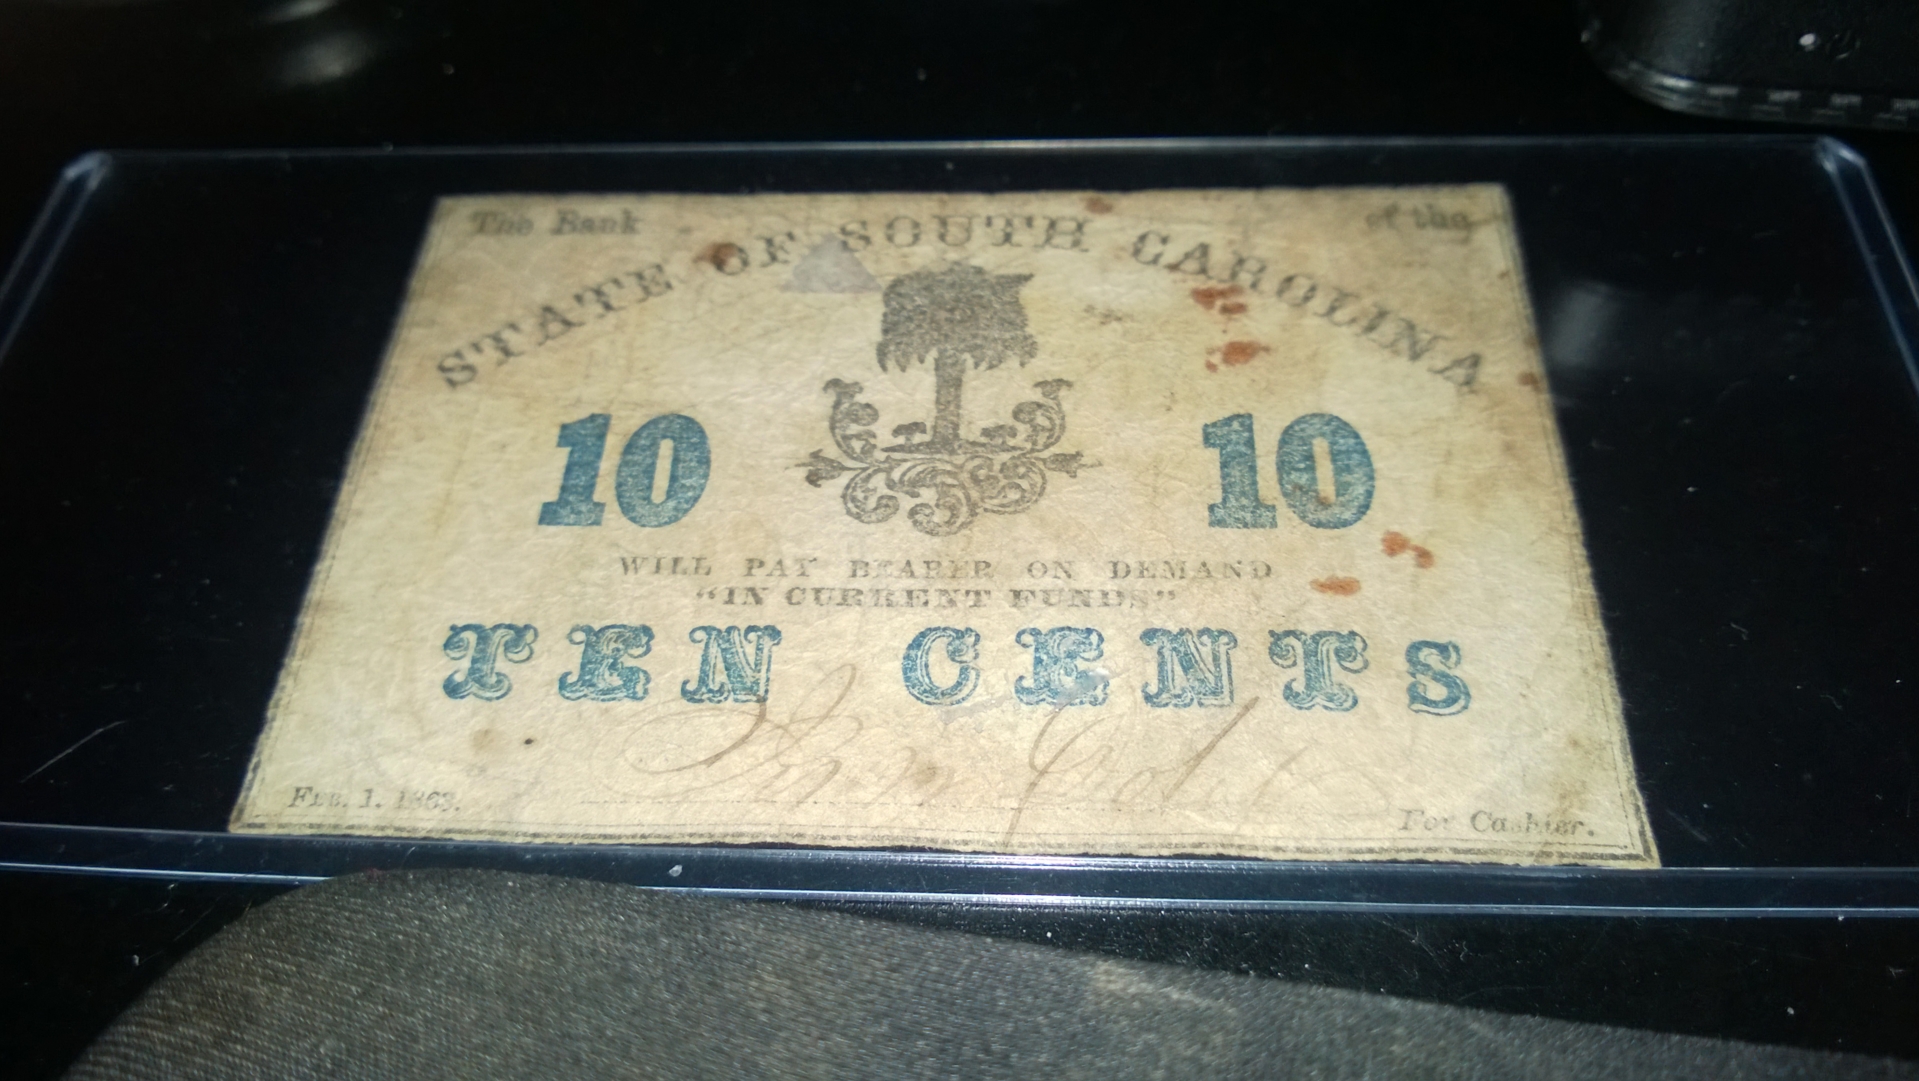 The Bank of the
STATE OF SOUTH CAROLINA
10 10
WILL PAY BEARER ON DEMAND
"IN CURRENT FUNDS"
TEN CENTS
FEB. 1. 1863.
For Cashier.